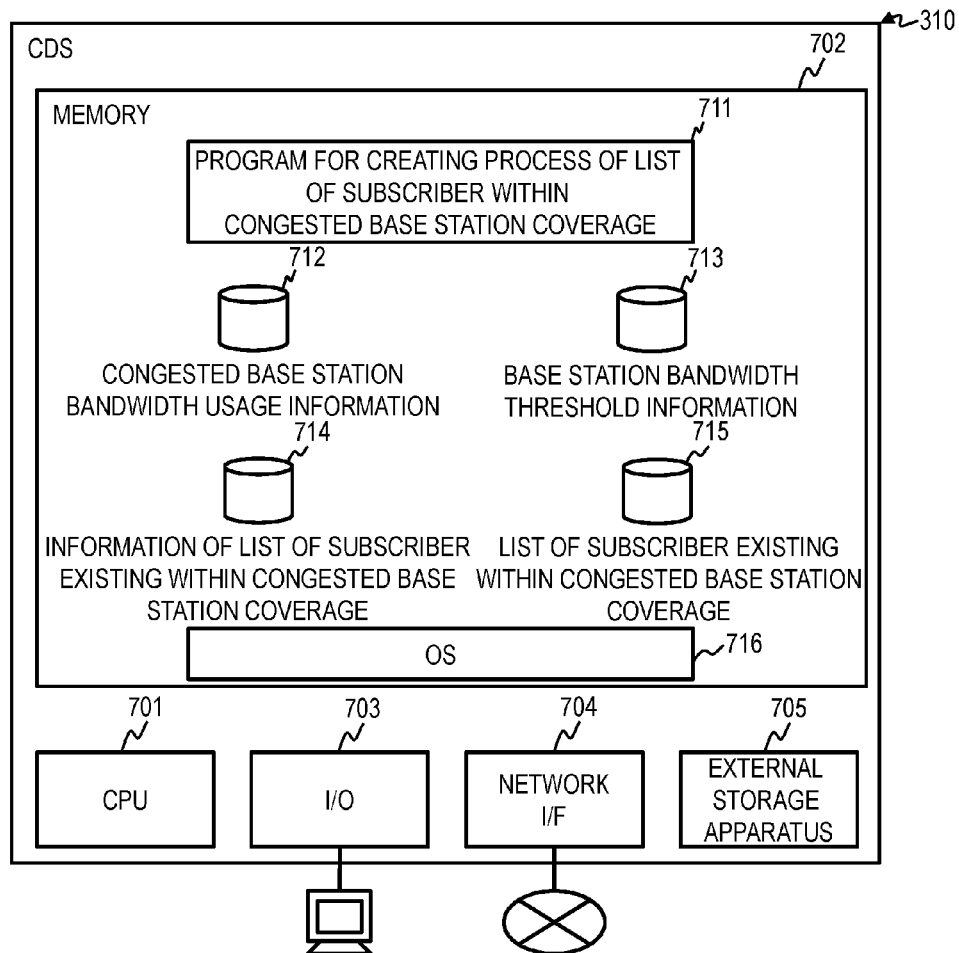 310
CDS
702
MEMORY
711
PROGRAM FOR CREATING PROCESS OF LIST
OF SUBSCRIBER WITHIN
CONGESTED BASE STATION COVERAGE
712
713
CONGESTED BASE STATION
BANDWIDTH USAGE INFORMATION
BASE STATION BANDWIDTH
THRESHOLD INFORMATION
714
715
INFORMATION OF LIST OF SUBSCRIBER
EXISTING WITHIN CONGESTED BASE
STATION COVERAGE
LIST OF SUBSCRIBER EXISTING
WITHIN CONGESTED BASE STATION
COVERAGE
OS
716
701
703
704
705
CPU
I/O
NETWORK
I/F
EXTERNAL
STORAGE
APPARATUS